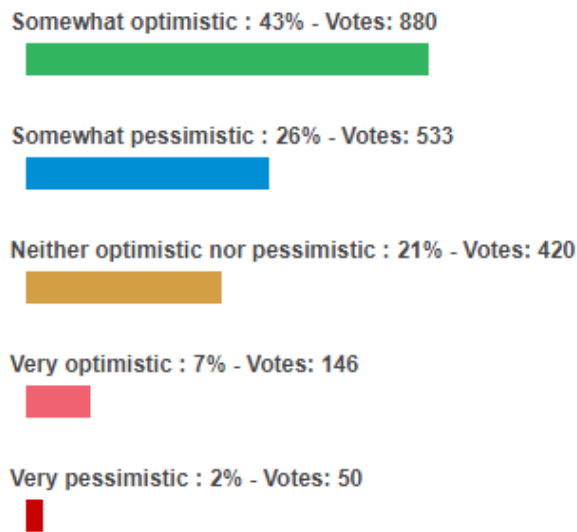 Somewhat optimistic : 43% - Votes: 880
Somewhat pessimistic : 26% - Votes: 533
Neither optimistic nor pessimistic : 21% - Votes: 420
Very optimistic : 7% - Votes: 146
Very pessimistic : 2% - Votes: 50